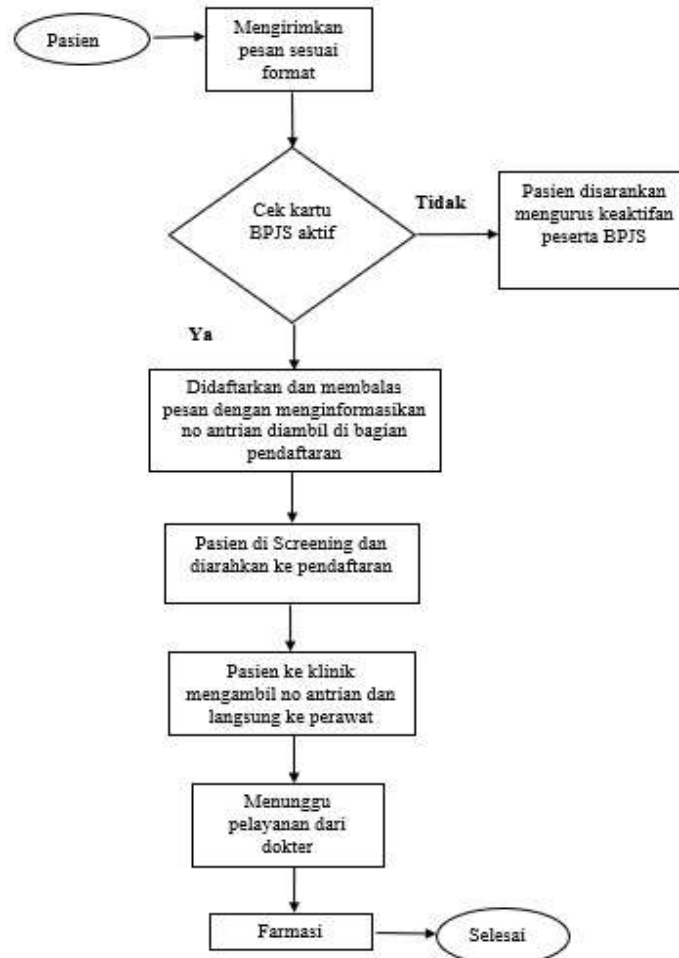 Pasien
Mengirimkan
pesan sesuai
format
Cek kartu
BPJS aktif
Tidak
Pasien disarankan
mengurus keaktifan
peserta BPJS
Ya
Didaftarkan dan membalas
pesan dengan menginformasikan
no antrian diambil di bagian
pendaftaran
Pasien di Screening dan
diarahkan ke pendaftaran
Pasien ke klinik
mengambil no antrian dan
langsung ke perawat
Menunggu
pelayanan dari
dokter
Farmasi
Selesai